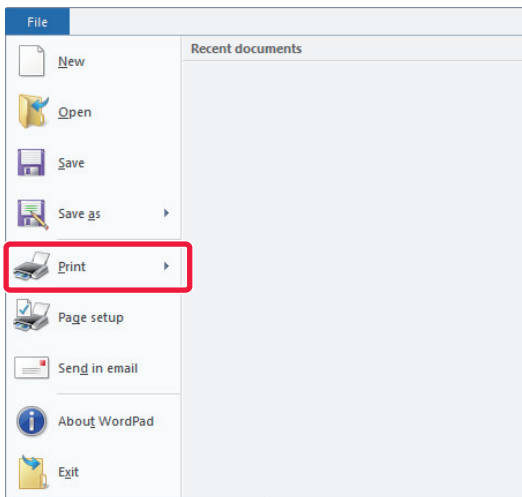 File
Recent documents
New
Open
Save
Save as
Print
Page setup
Send in email
About WordPad
Exit